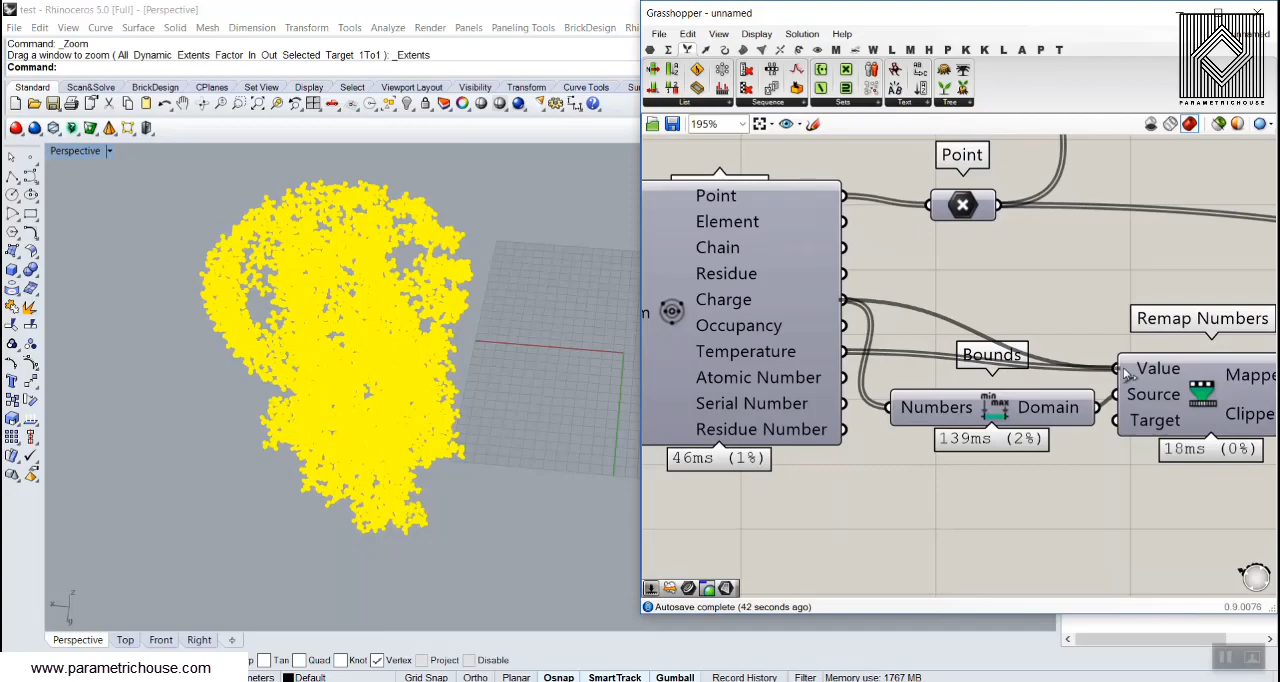 test - Rhinoceros 5.0 [Full] - [Perspective]
File Edit View Curve Surface Solid Mesh Dimension Transform Tools Analyze Render Panels Paneling Tools BrickDesign
Command: _Zoom
Drag a window to zoom ( All Dynamic Extents Factor In Out Selected Target 1To1 ): _Extents
Command:
Standard Scan&Solve BrickDesign CPlanes Set View Display Select Viewport Layout Visibility Transform Curve Tools
Perspective
z
x
y
Perspective Top Front Right
Tan Quad Knot Vertex Project Disable
www.parametrichouse.com
Default Grid Snap Ortho Planar Osnap SmartTrack Gumball Record History Filter Memory use: 1767 MB
Grasshopper - unnamed
File Edit View Display Solution Help
PARAMETRICHOUSE
M W L M H P K K L A P T
List Sequence Sets Text Tree
195%
Point
Point
Element
Chain
Residue
Charge
Occupancy
Temperature
Atomic Number
Serial Number
Residue Number
46ms (1%)
Bounds
Numbers min max Domain
139ms (2%)
Remap Numbers
Value
Source
Target
Mappe
Clippe
18ms (0%)
Autosave complete (42 seconds ago)
0.9.0076